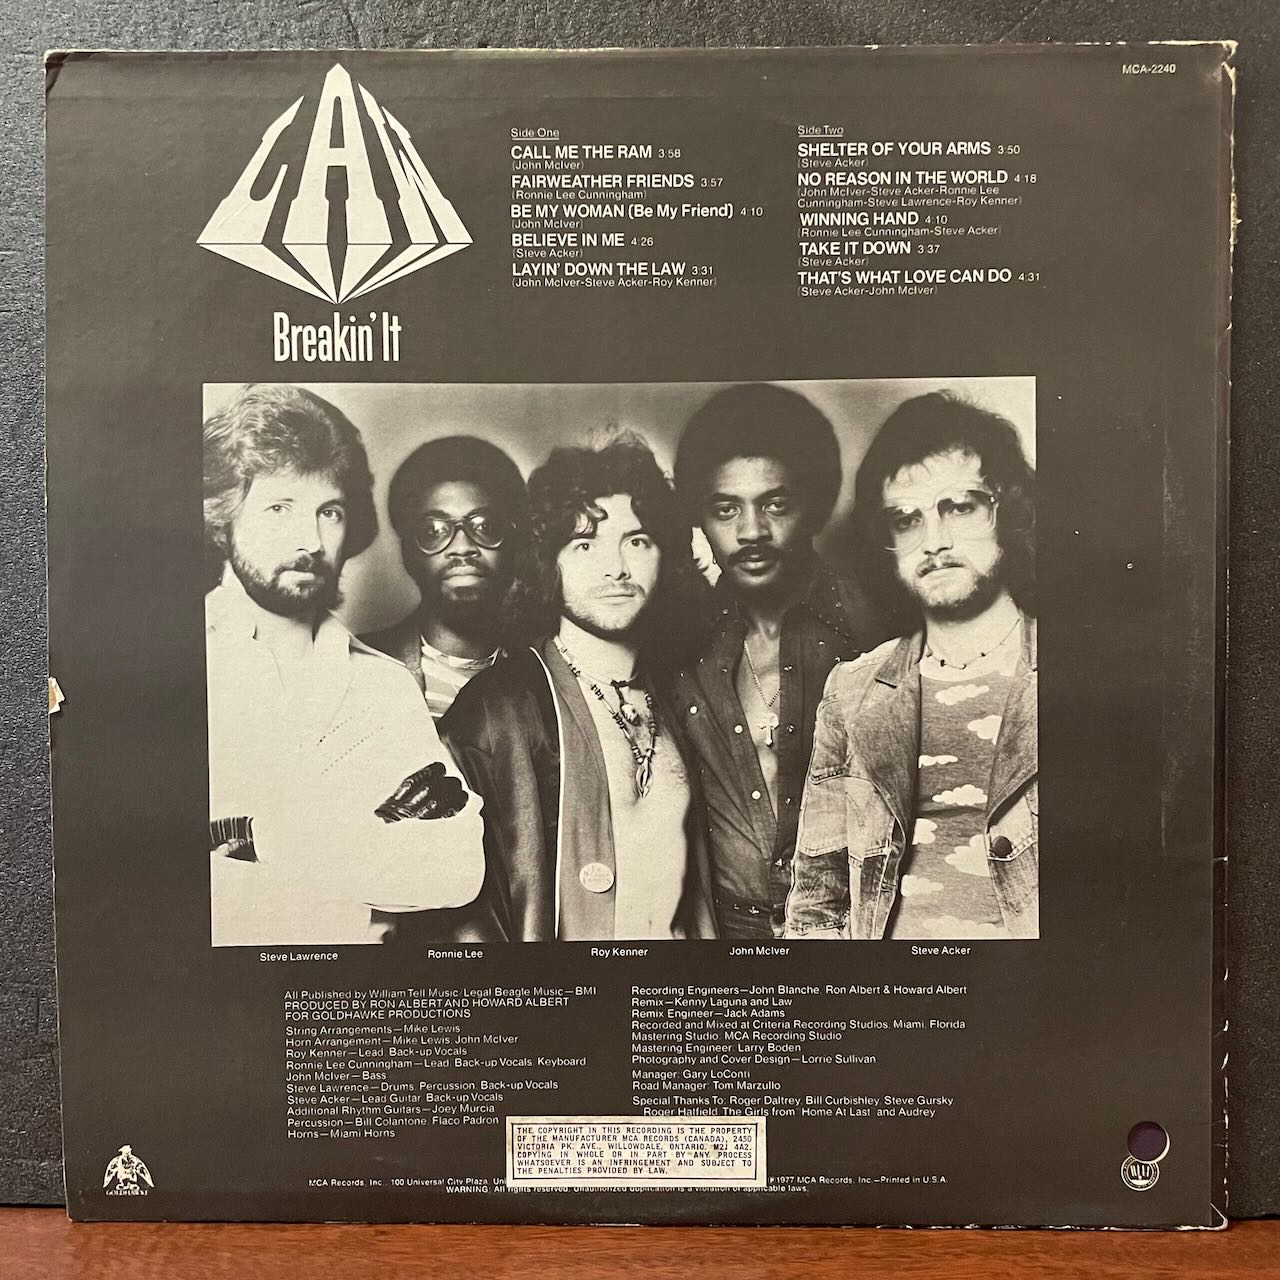 MCA-2240
LAW
Breakin' It
Side One
CALL ME THE RAM 3:58
(John McIver)
FAIRWEATHER FRIENDS 3:57
(Ronnie Lee Cunningham)
BE MY WOMAN (Be My Friend) 4:10
(John McIver)
BELIEVE IN ME 4:26
(Steve Acker)
LAYIN' DOWN THE LAW 3:31
(John McIver-Steve Acker-Roy Kenner)
Side Two
SHELTER OF YOUR ARMS 3:50
(Steve Acker)
NO REASON IN THE WORLD 4:18
(John McIver-Steve Acker-Ronnie Lee
Cunningham-Steve Lawrence-Roy Kenner)
WINNING HAND 4:10
(Ronnie Lee Cunningham-Steve Acker)
TAKE IT DOWN 3:37
(Steve Acker)
THAT'S WHAT LOVE CAN DO 4:31
(Steve Acker-John McIver)
Steve Lawrence
Ronnie Lee
Roy Kenner
John McIver
Steve Acker
All Published by William Tell Music/Legal Beagle Music—BMI
PRODUCED BY RON ALBERT AND HOWARD ALBERT
FOR GOLDHAWKE PRODUCTIONS
String Arrangements—Mike Lewis
Horn Arrangement—Mike Lewis, John McIver
Roy Kenner—Lead, Back-up Vocals
Ronnie Lee Cunningham—Lead, Back-up Vocals, Keyboard
John McIver—Bass
Steve Lawrence—Drums, Percussion, Back-up Vocals
Steve Acker—Lead Guitar, Back-up Vocals
Additional Rhythm Guitars—Joey Murcia
Percussion—Bill Colantone, Flaco Padron
Horns—Miami Horns
Recording Engineers—John Blanche, Ron Albert & Howard Albert
Remix—Kenny Laguna and Law
Remix Engineer—Jack Adams
Recorded and Mixed at Criteria Recording Studios, Miami, Florida
Mastering Studio: MCA Recording Studio
Mastering Engineer: Larry Boden
Photography and Cover Design—Lorrie Sullivan
Manager: Gary LoConti
Road Manager: Tom Marzullo
Special Thanks To: Roger Daltrey, Bill Curbishley, Steve Gursky,
Roger Hatfield, The Girls from "Home At Last" and Audrey
THE COPYRIGHT IN THIS RECORDING IS THE PROPERTY
OF THE MANUFACTURER MCA RECORDS (CANADA), 2450
VICTORIA PK. AVE., WILLOWDALE, ONTARIO, M2J 4A2.
COPYING IN WHOLE OR IN PART BY ANY PROCESS
WHATSOEVER IS AN INFRINGEMENT AND SUBJECT TO
THE PENALTIES PROVIDED BY LAW.
GOLDHAWKE
MCA Records, Inc., 100 Universal City Plaza, Uni ℗ 1977 MCA Records, Inc.—Printed in U.S.A.
WARNING: All rights reserved. Unauthorized duplication is a violation of applicable laws.